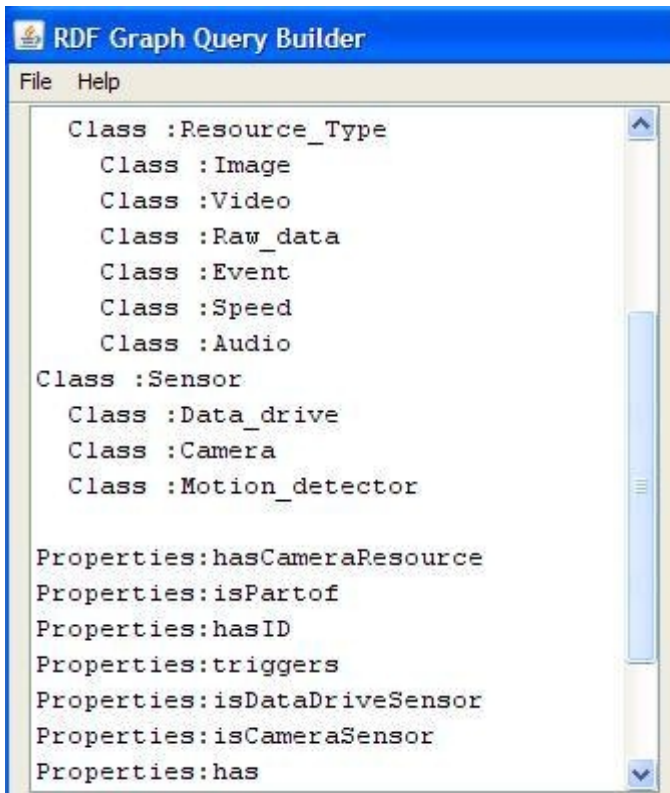 RDF Graph Query Builder
File Help
Class :Resource_Type
Class :Image
Class :Video
Class :Raw_data
Class :Event
Class :Speed
Class :Audio
Class :Sensor
Class :Data_drive
Class :Camera
Class :Motion_detector
Properties:hasCameraResource
Properties:isPartof
Properties:hasID
Properties:triggers
Properties:isDataDriveSensor
Properties:isCameraSensor
Properties:has